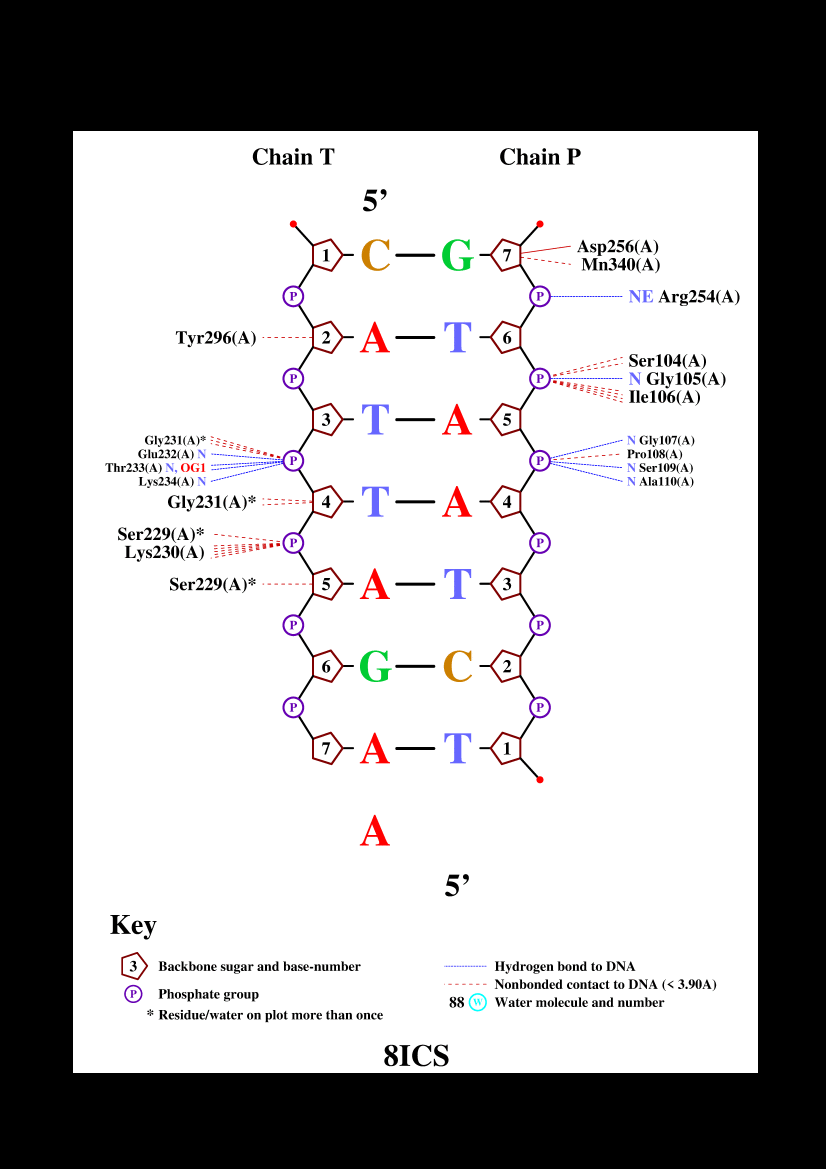 Chain T Chain P
5’
1 C G 7 Asp256(A)
Mn340(A)
P P NE Arg254(A)
Tyr296(A) 2 A T 6
Ser104(A)
P P N Gly105(A)
Ile106(A)
3 T A 5
Gly231(A)* N Gly107(A)
Glu232(A) N Pro108(A)
P P
Thr233(A) N, OG1 N Ser109(A)
Lys234(A) N N Ala110(A)
Gly231(A)* 4 T A 4
Ser229(A)*
P P
Lys230(A)
Ser229(A)* 5 A T 3
P P
6 G C 2
P P
7 A T 1
A
5’
Key
3 Backbone sugar and base-number Hydrogen bond to DNA
Nonbonded contact to DNA (< 3.90A)
P Phosphate group 88 W Water molecule and number
* Residue/water on plot more than once
8ICS